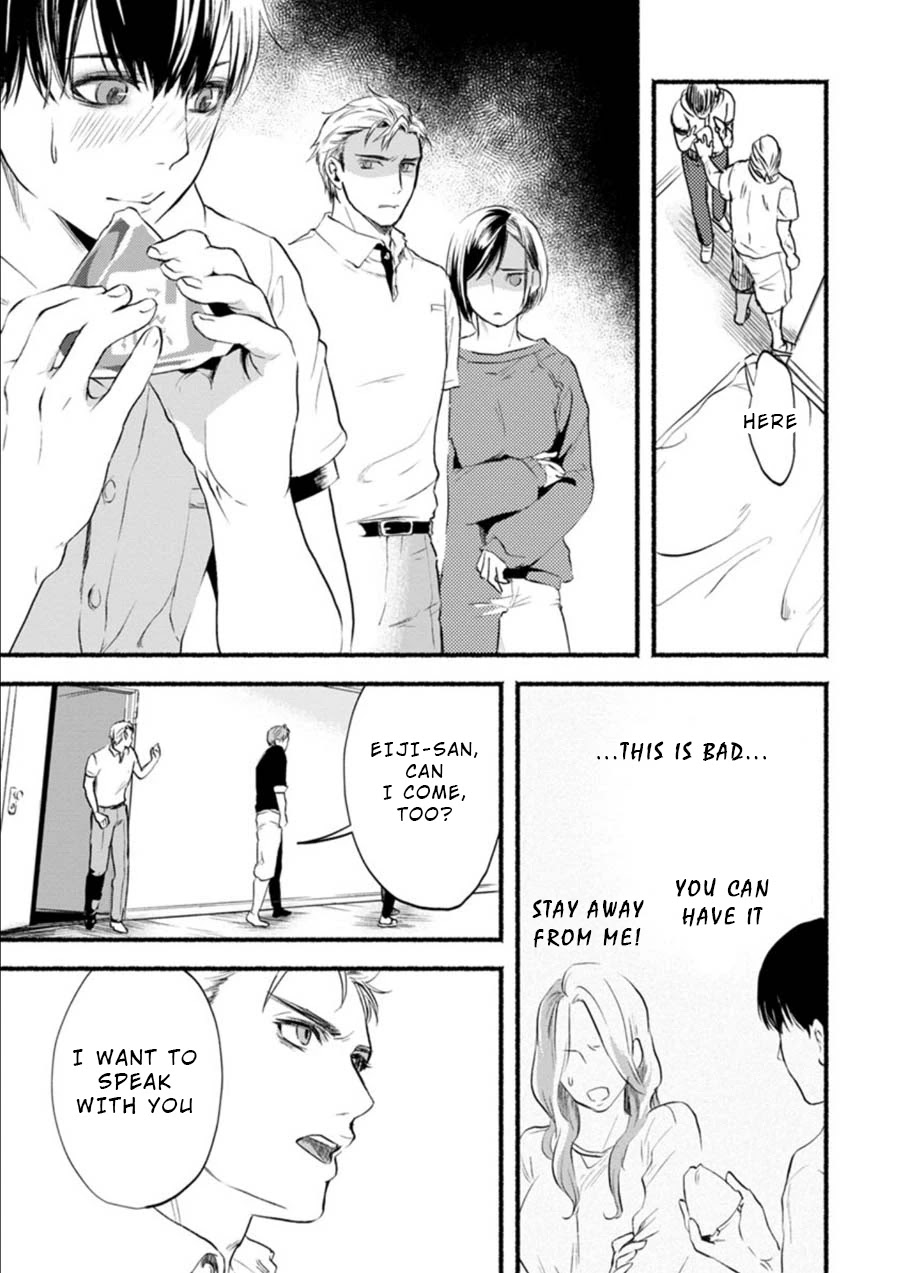 HERE
...THIS IS BAD...
YOU CAN
HAVE IT
STAY AWAY
FROM ME!
EIJI-SAN,
CAN
I COME,
TOO?
I WANT TO
SPEAK
WITH YOU